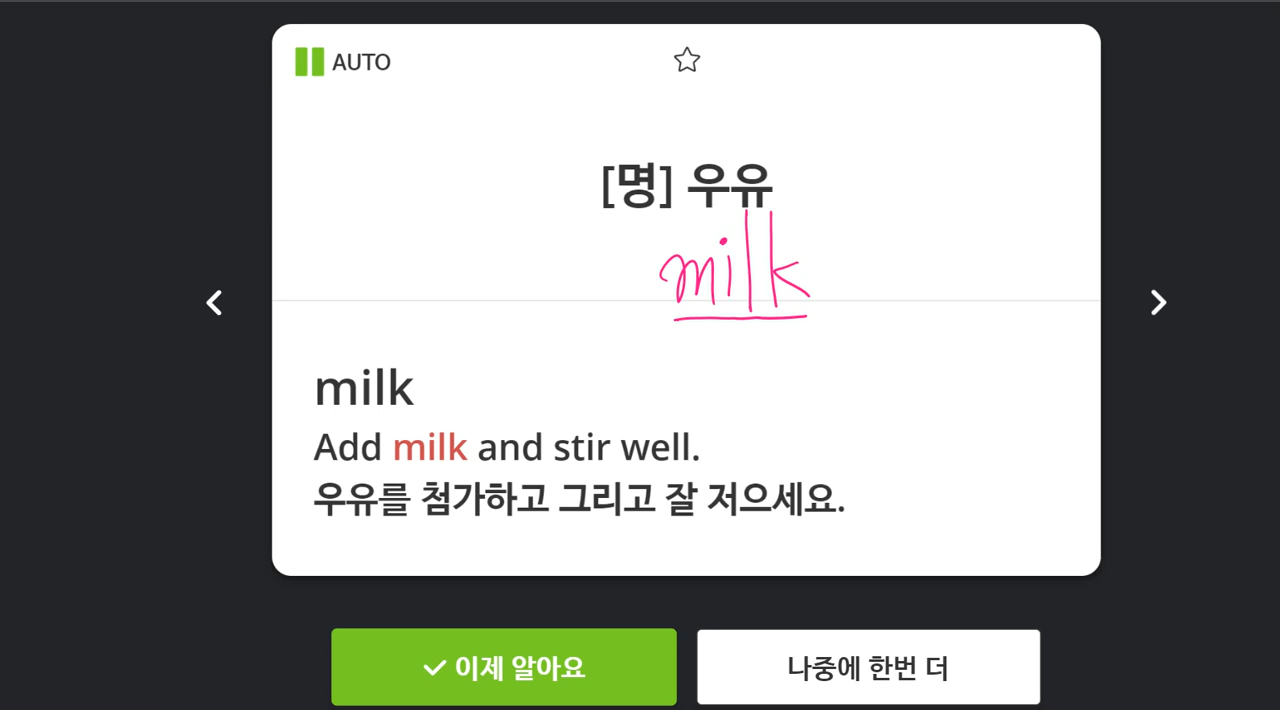 AUTO
[명] 우유
milk
milk
Add milk and stir well.
우유를 첨가하고 그리고 잘 저으세요.
이제 알아요
나중에 한번 더